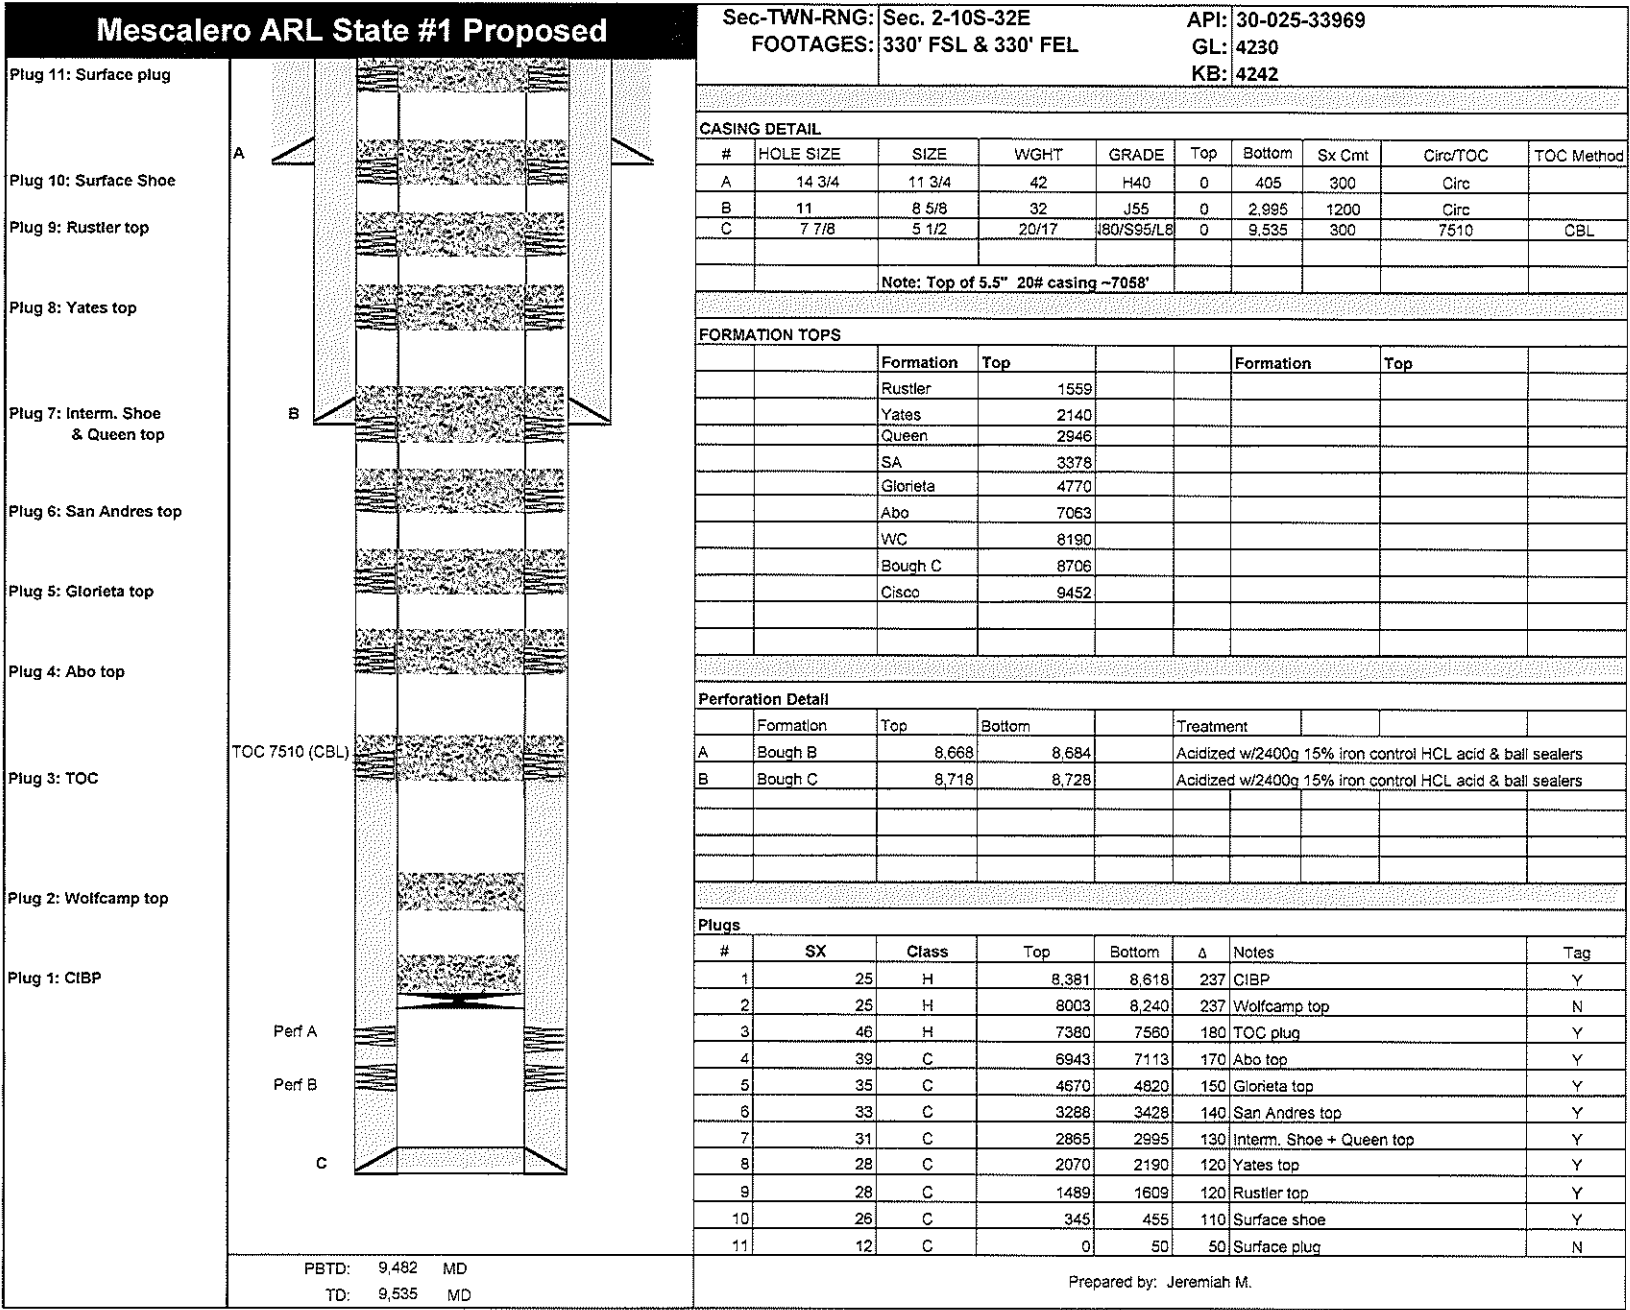 Mescalero ARL State #1 Proposed
Sec-TWN-RNG: Sec. 2-10S-32E API: 30-025-33969
FOOTAGES: 330' FSL & 330' FEL GL: 4230
KB: 4242
Plug 11: Surface plug
A
Plug 10: Surface Shoe
Plug 9: Rustler top
Plug 8: Yates top
B
Plug 7: Interm. Shoe
& Queen top
Plug 6: San Andres top
Plug 5: Glorieta top
Plug 4: Abo top
TOC 7510 (CBL)
Plug 3: TOC
Plug 2: Wolfcamp top
Plug 1: CIBP
Perf A
Perf B
C
PBTD: 9,482 MD
TD: 9,535 MD
CASING DETAIL
# HOLE SIZE SIZE WGHT GRADE Top Bottom Sx Cmt Circ/TOC TOC Method
A 14 3/4 11 3/4 42 H40 0 405 300 Circ
B 11 8 5/8 32 J55 0 2,995 1200 Circ
C 7 7/8 5 1/2 20/17 80/S95/L8 0 9,535 300 7510 CBL
Note: Top of 5.5" 20# casing ~7058'
FORMATION TOPS
Formation Top Formation Top
Rustler 1559
Yates 2140
Queen 2946
SA 3378
Glorieta 4770
Abo 7063
WC 8190
Bough C 8706
Cisco 9452
Perforation Detail
Formation Top Bottom Treatment
A Bough B 8,668 8,684 Acidized w/2400g 15% iron control HCL acid & ball sealers
B Bough C 8,718 8,728 Acidized w/2400g 15% iron control HCL acid & ball sealers
Plugs
# SX Class Top Bottom Δ Notes Tag
1 25 H 8,381 8,618 237 CIBP Y
2 25 H 8003 8,240 237 Wolfcamp top N
3 46 H 7380 7560 180 TOC plug Y
4 39 C 6943 7113 170 Abo top Y
5 35 C 4670 4820 150 Glorieta top Y
6 33 C 3288 3428 140 San Andres top Y
7 31 C 2865 2995 130 Interm. Shoe + Queen top Y
8 28 C 2070 2190 120 Yates top Y
9 28 C 1489 1609 120 Rustler top Y
10 26 C 345 455 110 Surface shoe Y
11 12 C 0 50 50 Surface plug N
Prepared by: Jeremiah M.